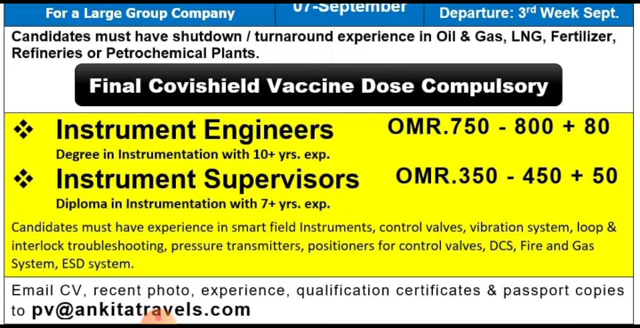 For a Large Group Company
07-September
Departure: 3rd Week Sept.
Candidates must have shutdown / turnaround experience in Oil & Gas, LNG, Fertilizer,
Refineries or Petrochemical Plants.
Final Covishield Vaccine Dose Compulsory
❖ Instrument Engineers OMR.750 - 800 + 80
Degree in Instrumentation with 10+ yrs. exp.
❖ Instrument Supervisors OMR.350 - 450 + 50
Diploma in Instrumentation with 7+ yrs. exp.
Candidates must have experience in smart field Instruments, control valves, vibration system, loop &
interlock troubleshooting, pressure transmitters, positioners for control valves, DCS, Fire and Gas
System, ESD system.
Email CV, recent photo, experience, qualification certificates & passport copies
to pv@ankitatravels.com